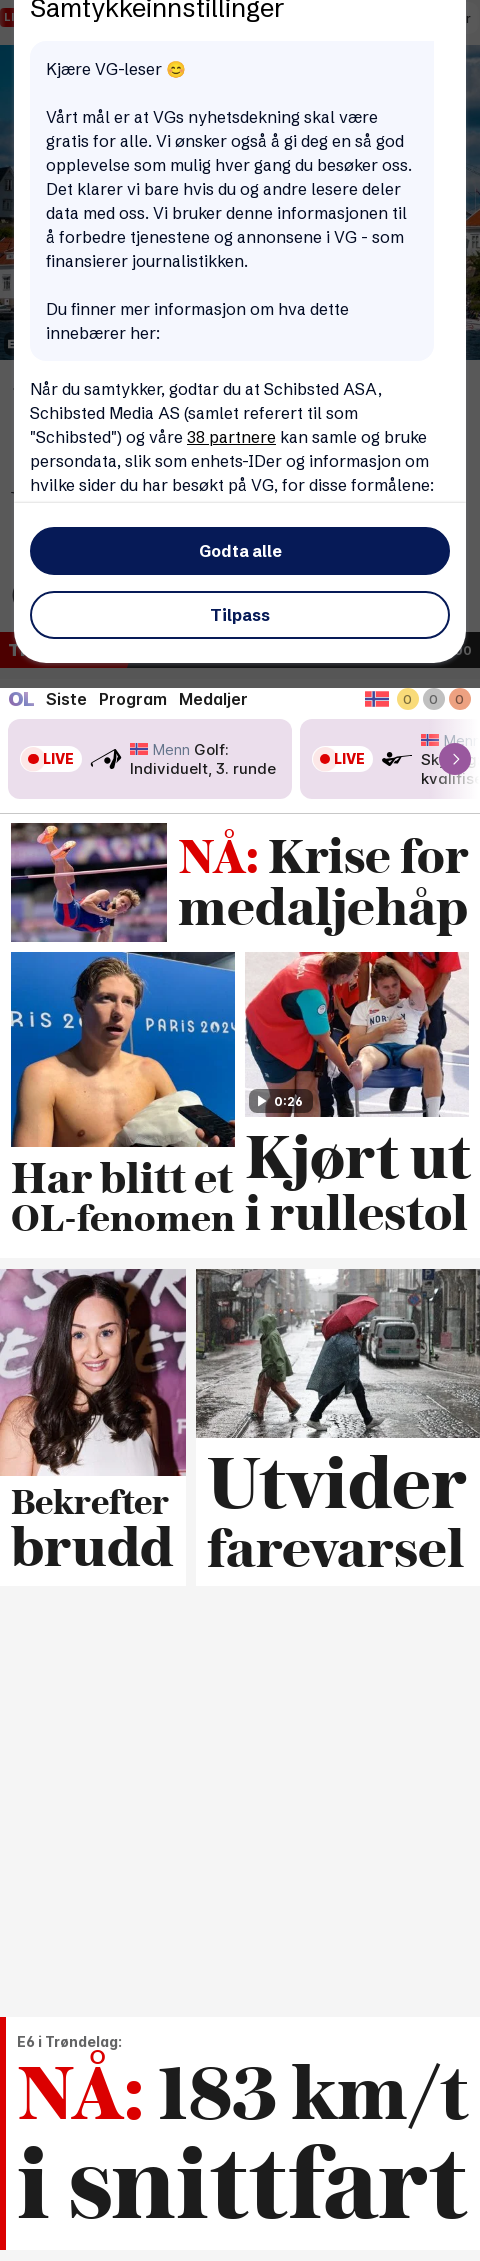 Samtykkeinnstillinger
Kjære VG-leser 😊
Vårt mål er at VGs nyhetsdekning skal være
gratis for alle. Vi ønsker også å gi deg en så god
opplevelse som mulig hver gang du besøker oss.
Det klarer vi bare hvis du og andre lesere deler
data med oss. Vi bruker denne informasjonen til
å forbedre tjenestene og annonsene i VG - som
finansierer journalistikken.
Du finner mer informasjon om hva dette
innebærer her:
Når du samtykker, godtar du at Schibsted ASA,
Schibsted Media AS (samlet referert til som
"Schibsted") og våre 38 partnere kan samle og bruke
persondata, slik som enhets-IDer og informasjon om
hvilke sider du har besøkt på VG, for disse formålene:
Godta alle
Tilpass
OL Siste Program Medaljer 0 0 0
LIVE Menn Golf:
Individuelt, 3. runde
LIVE
NÅ: Krise for
medaljehåp
PARIS 2024
0:26
NORWAY
Har blitt et
OL-fenomen
Kjørt ut
i rullestol
Bekrefter
brudd
Utvider
farevarsel
E6 i Trøndelag:
NÅ: 183 km/t
i snittfart